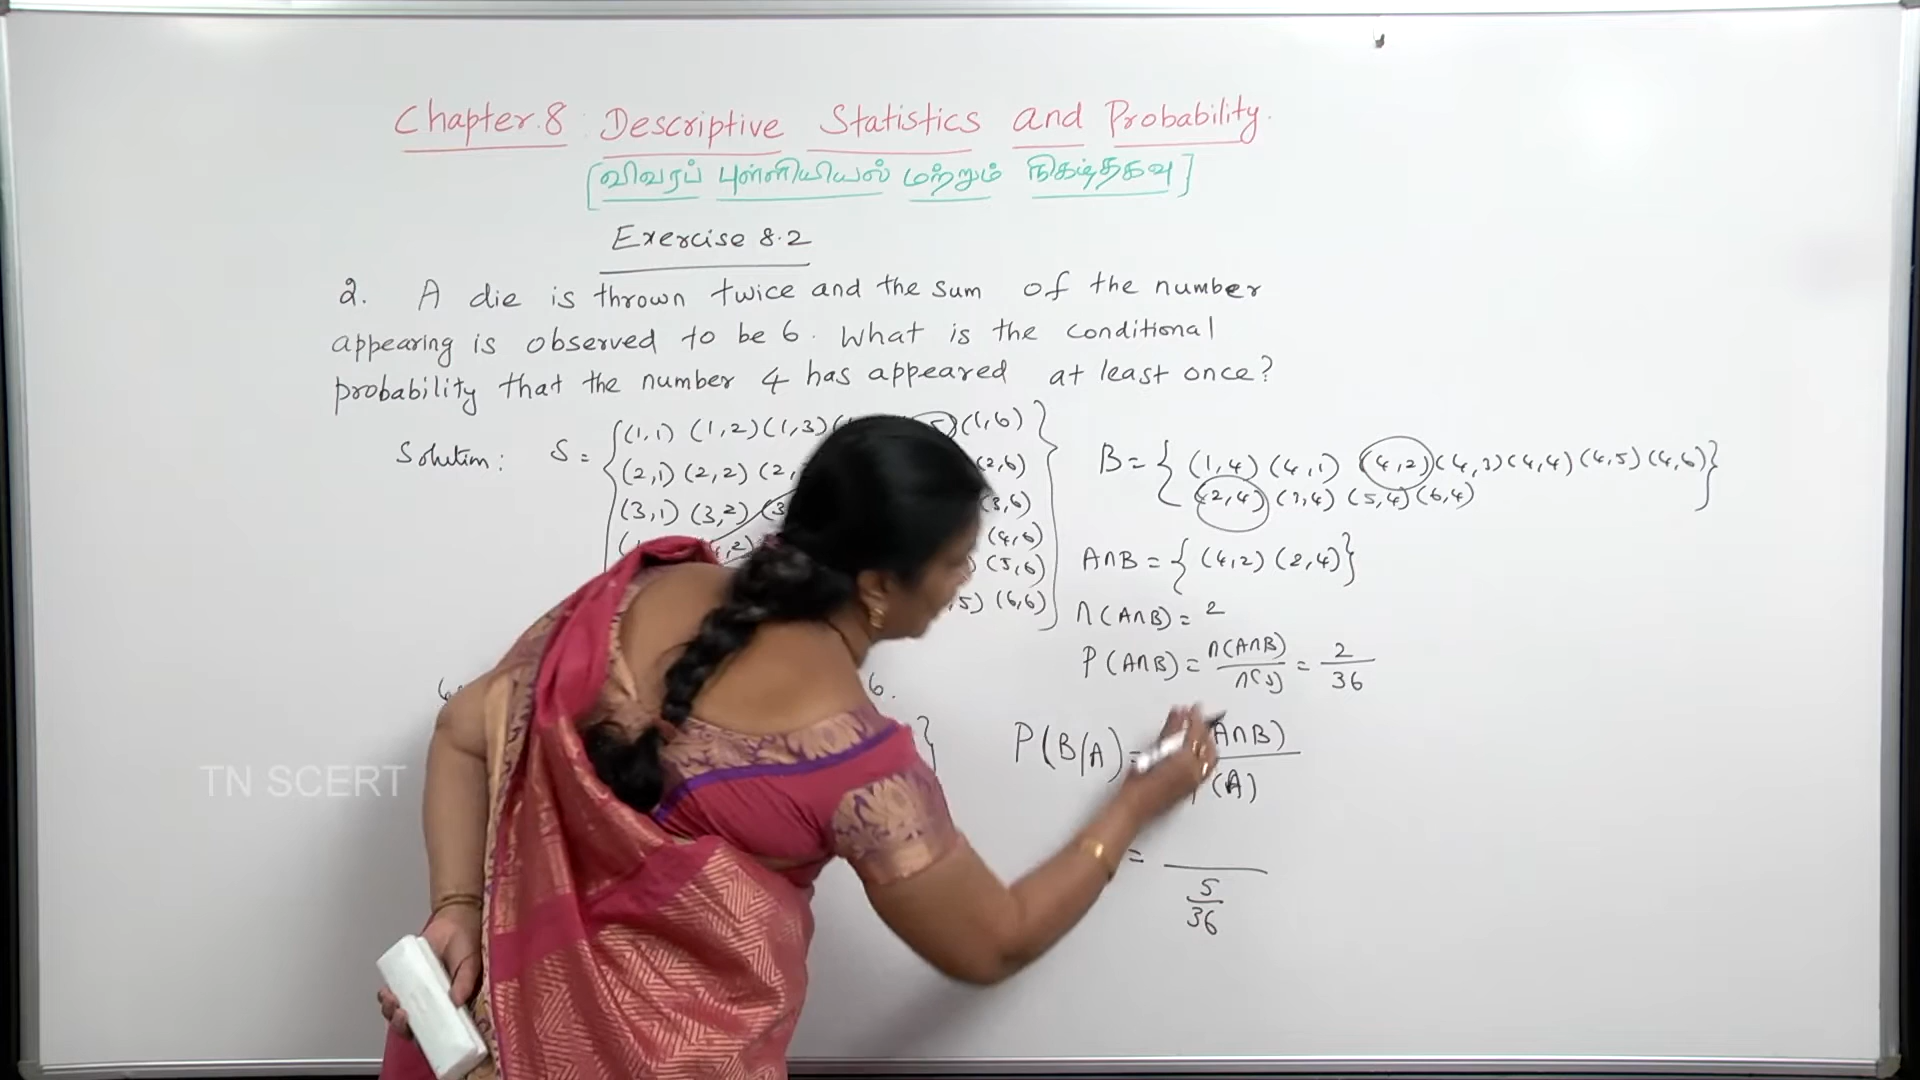 Chapter.8 : Descriptive Statistics and Probability.
[விவரப் புள்ளியியல் மற்றும் நிகழ்தகவு]
Exercise 8.2
2. A die is thrown twice and the sum of the number
appearing is observed to be 6. What is the conditional
probability that the number 4 has appeared at least once?
Solution: S = { (1,1) (1,2) (1,3) (1,6) }
(2,1) (2,2) (2, (2,6)
(3,1) (3,2) (3 (3,6)
,2) (4,6)
) (5,6)
,5) (6,6)
6.
}
B = { (1,4) (4,1) (4,2) (4,3) (4,4) (4,5) (4,6) }
(2,4) (3,4) (5,4) (6,4)
A∩B = { (4,2) (2,4) }
n(A∩B) = 2
P(A∩B) = n(A∩B) / n(S) = 2 / 36
P(B/A) = (A∩B) / (A)
= 5/36
TN SCERT